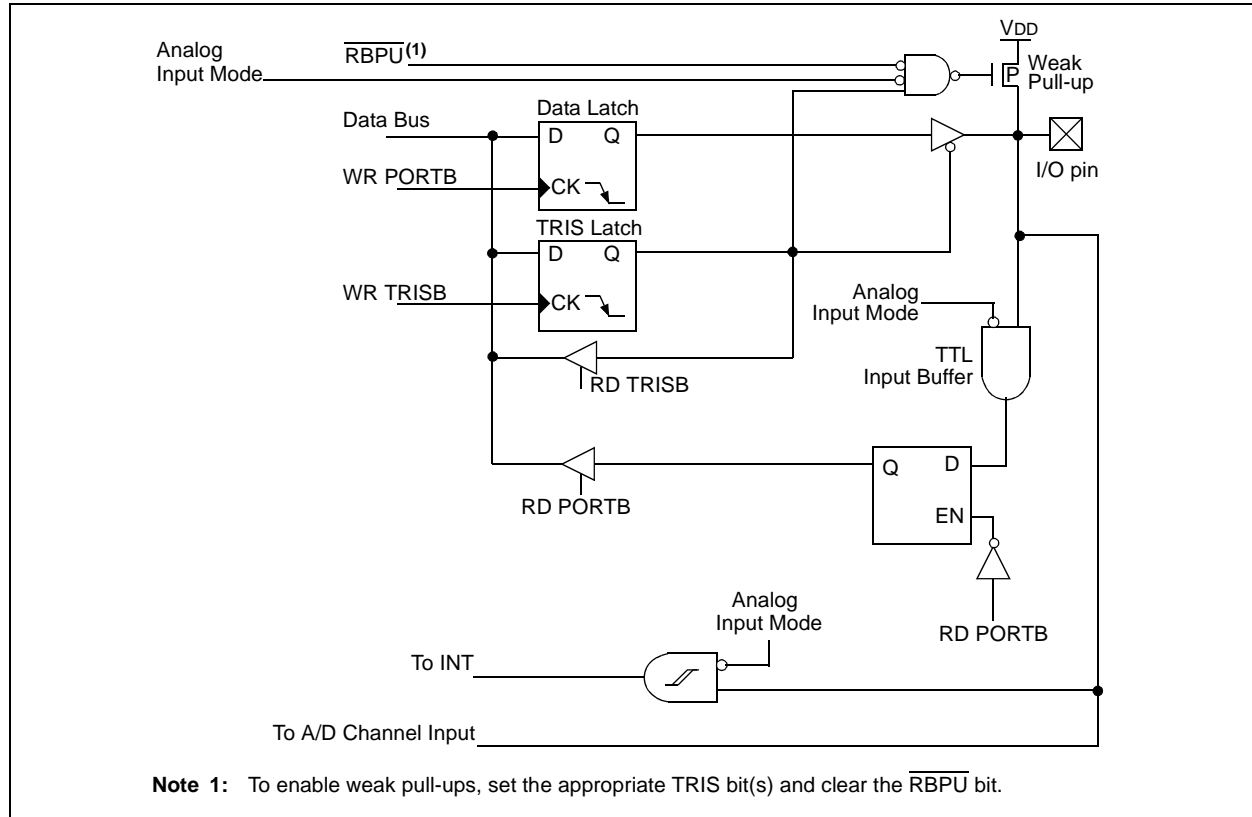 VDD
Analog
Input Mode
RBPU(1)
P
Weak
Pull-up
Data Latch
Data Bus
D Q
I/O pin
WR PORTB
CK
TRIS Latch
D Q
WR TRISB
CK
Analog
Input Mode
TTL
Input Buffer
RD TRISB
Q D
RD PORTB
EN
Analog
Input Mode
RD PORTB
To INT
To A/D Channel Input
Note 1: To enable weak pull-ups, set the appropriate TRIS bit(s) and clear the RBPU bit.